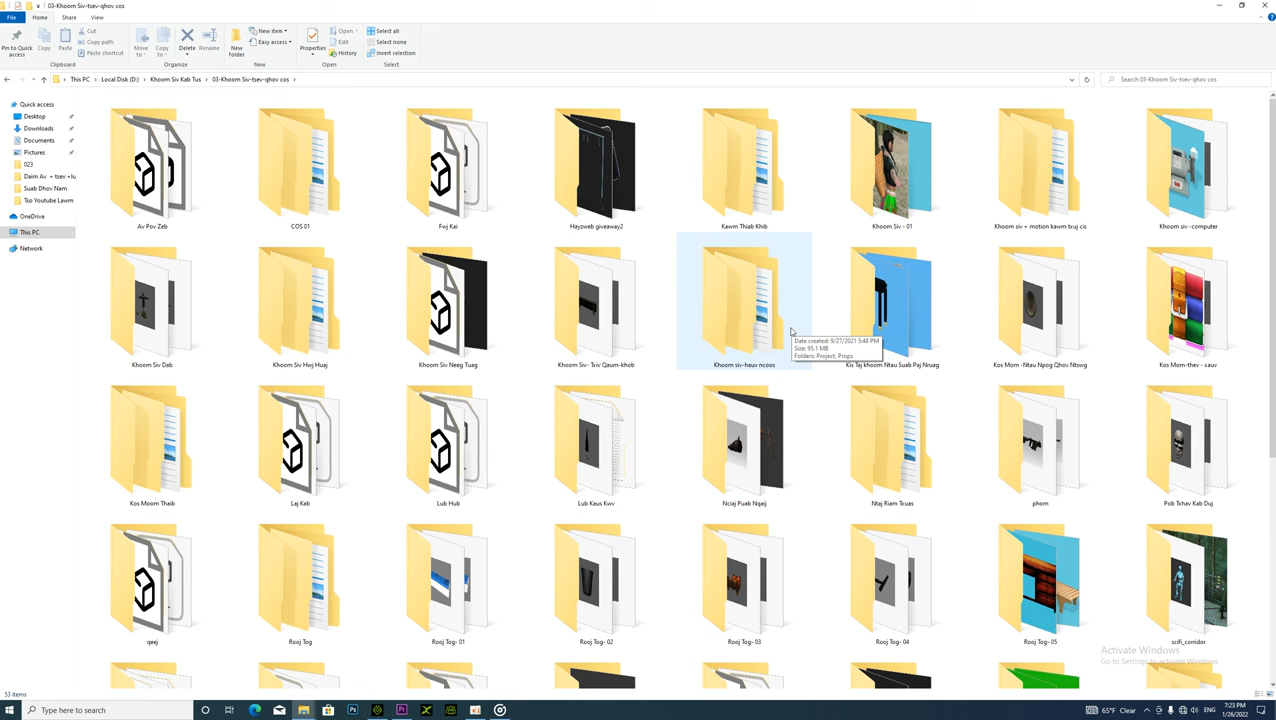 03-Khoom Siv-tsev-qhov cos
File Home Share View
Pin to Quick access
Copy
Paste
Cut
Copy path
Paste shortcut
Clipboard
Move to
Copy to
Delete
Rename
Organize
New folder
New item
Easy access
New
Properties
Open
Edit
History
Open
Select all
Select none
Invert selection
Select
This PC > Local Disk (D:) > Khoom Siv Kab Tus > 03-Khoom Siv-tsev-qhov cos >
Search 03-Khoom Siv-tsev-qhov cos
Quick access
Desktop
Downloads
Documents
Pictures
023
Daim Av + tsev +lu
Suab Dhov Nam
Tso Youtube Lawm
OneDrive
This PC
Network
Av Pov Zeb
COS 01
Fwj Kai
Hayzweb giveaway2
Kawm Thiab Khib
Khoom Siv - 01
Khoom siv + motion kawm txuj cis
Khoom siv -computer
Khoom Siv Dab
Khoom Siv Hwj Huaj
Khoom Siv Neeg Tuag
Khoom Siv- Txiv Qaum-khob
Khoom siv-hauv ncoos
Kis Taj khoom Ntau Suab Paj Nruag
Kos Mom -Ntau Npog Qhov Ntswg
Kos Mom-thev - xauv
Date created: 9/27/2021 5:48 PM
Size: 95.1 MB
Folders: Project, Props
Kos Moom Thaib
Laj Kab
Lub Hub
Lub Kaus Kwv
Nciaj Puab Nqaij
Ntaj Riam Txuas
phom
Pob Txhav Kab Duj
qeej
Rooj Tog
Rooj Tog- 01
Rooj Tog- 02
Rooj Tog- 03
Rooj Tog- 04
Rooj Tog- 05
scifi_corridor
Activate Windows
Go to Settings to activate Windows.
53 items
Type here to search
65°F Clear
ENG
7:23 PM
1/26/2022